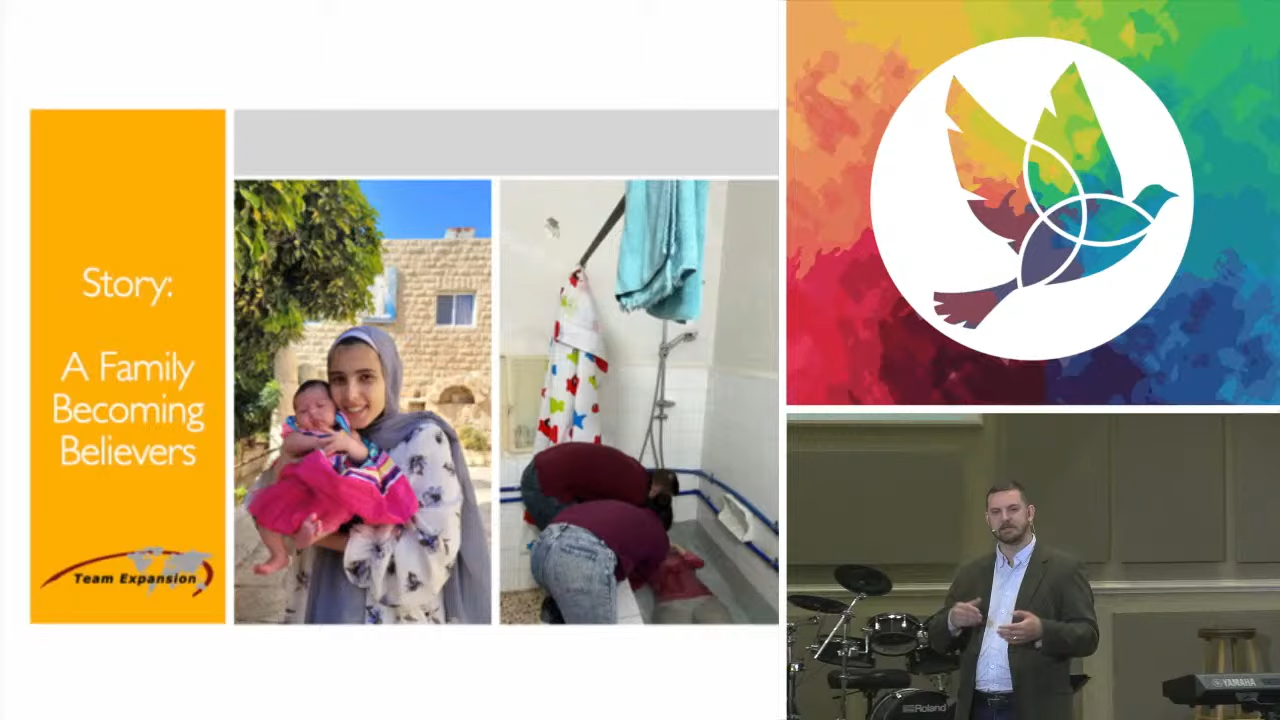 Story:
A Family
Becoming
Believers
Team Expansion
Roland
YAMAHA